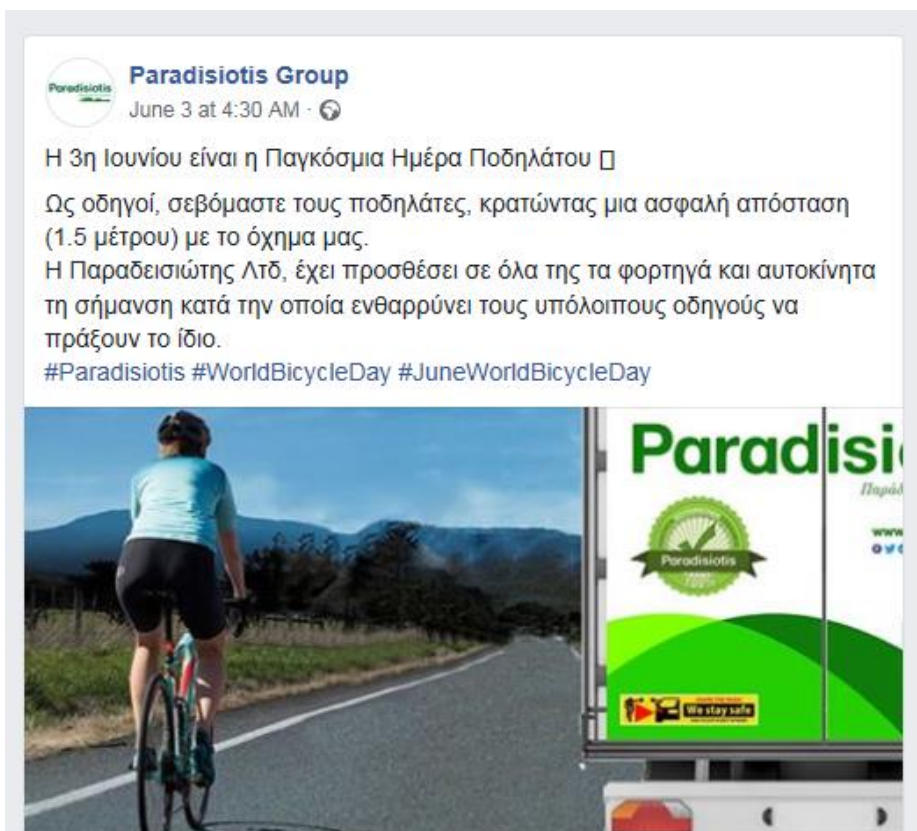 Paradisiotis
Paradisiotis Group
June 3 at 4:30 AM ·
Η 3η Ιουνίου είναι η Παγκόσμια Ημέρα Ποδηλάτου
Ως οδηγοί, σεβόμαστε τους ποδηλάτες, κρατώντας μια ασφαλή απόσταση
(1.5 μέτρου) με το όχημα μας.
Η Παραδεισιώτης Λτδ, έχει προσθέσει σε όλα της τα φορτηγά και αυτοκίνητα
τη σήμανση κατά την οποία ενθαρρύνει τους υπόλοιπους οδηγούς να
πράξουν το ίδιο.
#Paradisiotis #WorldBicycleDay #JuneWorldBicycleDay
Paradisi
Παράδ
www
Paradisiotis
We stay safe